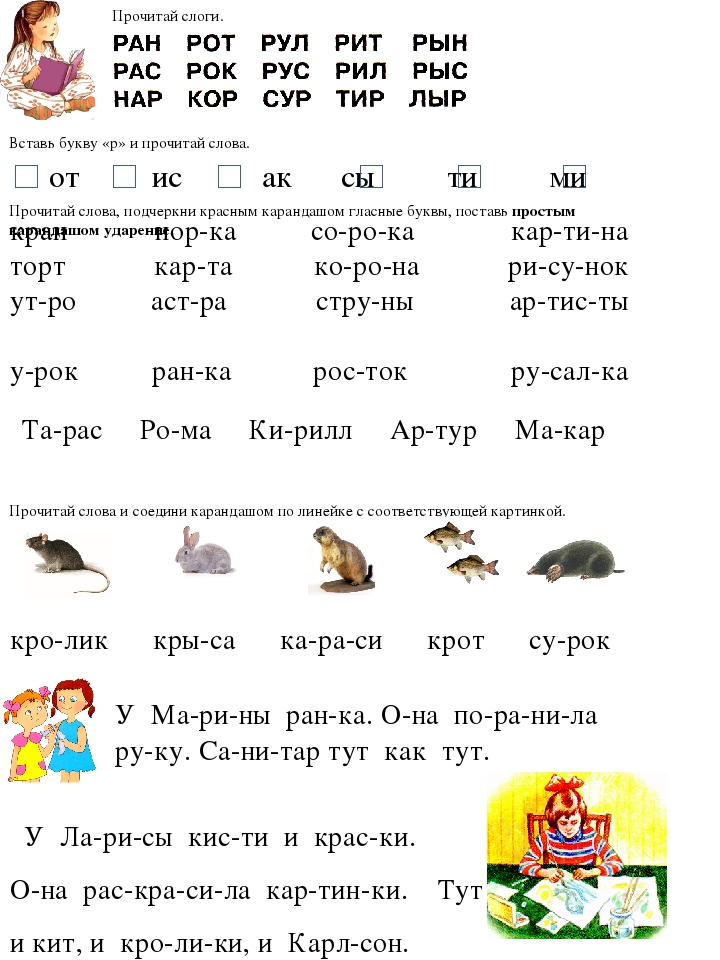 Прочитай слоги.
РАН РОТ РУЛ РИТ РЫН
РАС РОК РУС РИЛ РЫС
НАР КОР СУР ТИР ЛЫР
Вставь букву «р» и прочитай слова.
от ис ак сы ти ми
Прочитай слова, подчеркни красным карандашом гласные буквы, поставь простым
карандашом ударение
кран нор-ка со-ро-ка кар-ти-на
торт кар-та ко-ро-на ри-су-нок
ут-ро аст-ра стру-ны ар-тис-ты
у-рок ран-ка рос-ток ру-сал-ка
Та-рас Ро-ма Ки-рилл Ар-тур Ма-кар
Прочитай слова и соедини карандашом по линейке с соответствующей картинкой.
кро-лик кры-са ка-ра-си крот су-рок
У Ма-ри-ны ран-ка. О-на по-ра-ни-ла
ру-ку. Са-ни-тар тут как тут.
У Ла-ри-сы кис-ти и крас-ки.
О-на рас-кра-си-ла кар-тин-ки. Тут
и кит, и кро-ли-ки, и Карл-сон.